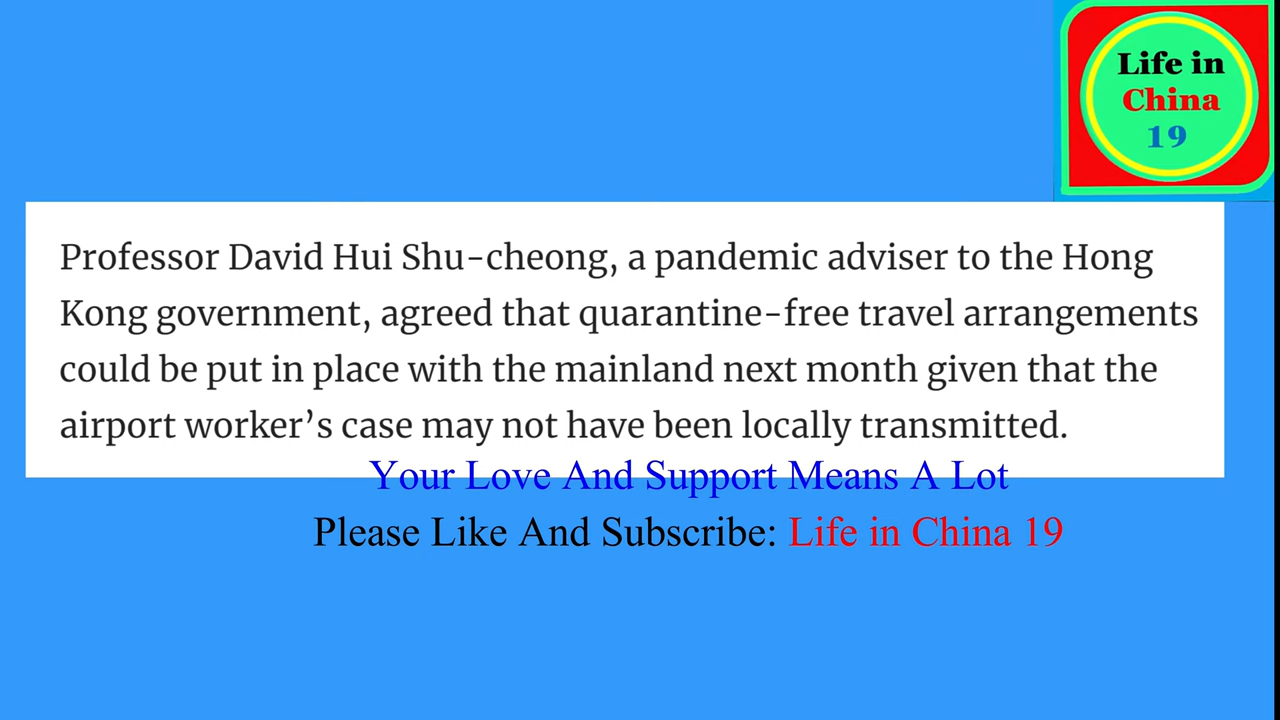 Life in
China
19
Professor David Hui Shu-cheong, a pandemic adviser to the Hong
Kong government, agreed that quarantine-free travel arrangements
could be put in place with the mainland next month given that the
airport worker’s case may not have been locally transmitted.
Your Love And Support Means A Lot
Please Like And Subscribe: Life in China 19